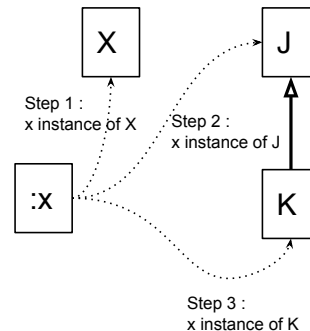 X
J
Step 1 :
x instance of X
Step 2 :
x instance of J
:x
K
Step 3 :
x instance of K